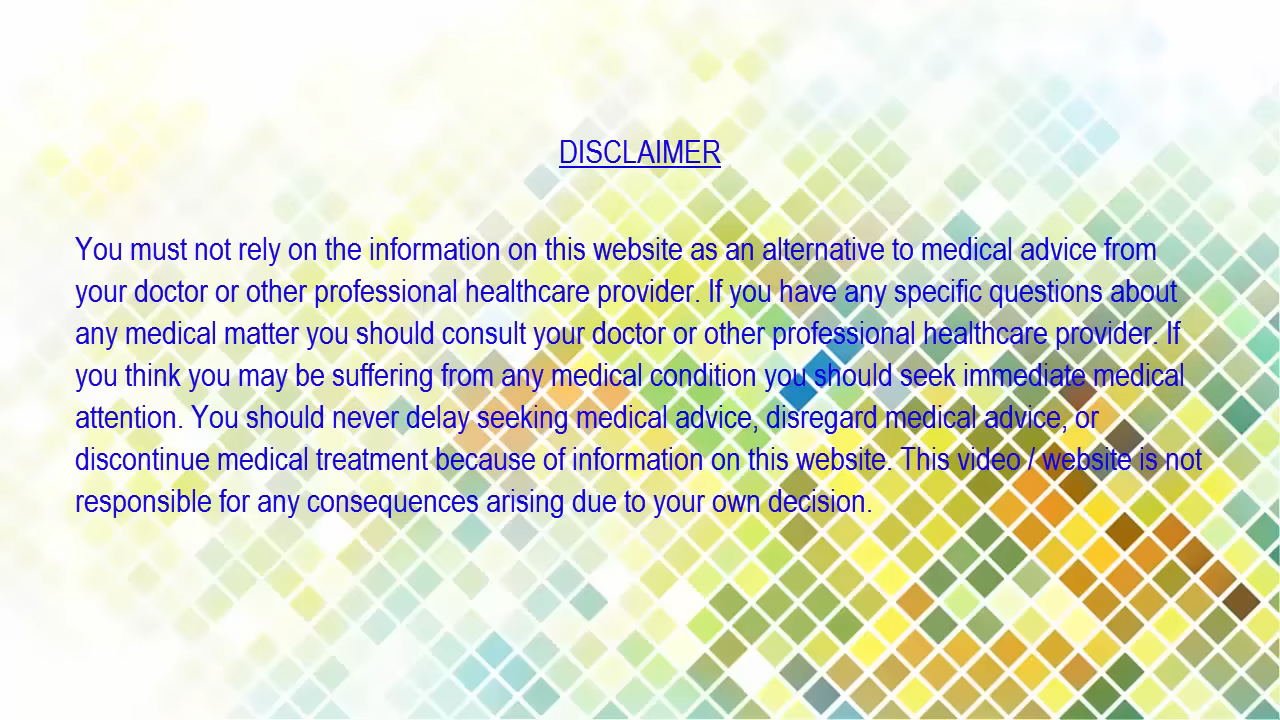 DISCLAIMER
You must not rely on the information on this website as an alternative to medical advice from
your doctor or other professional healthcare provider. If you have any specific questions about
any medical matter you should consult your doctor or other professional healthcare provider. If
you think you may be suffering from any medical condition you should seek immediate medical
attention. You should never delay seeking medical advice, disregard medical advice, or
discontinue medical treatment because of information on this website. This video / website is not
responsible for any consequences arising due to your own decision.